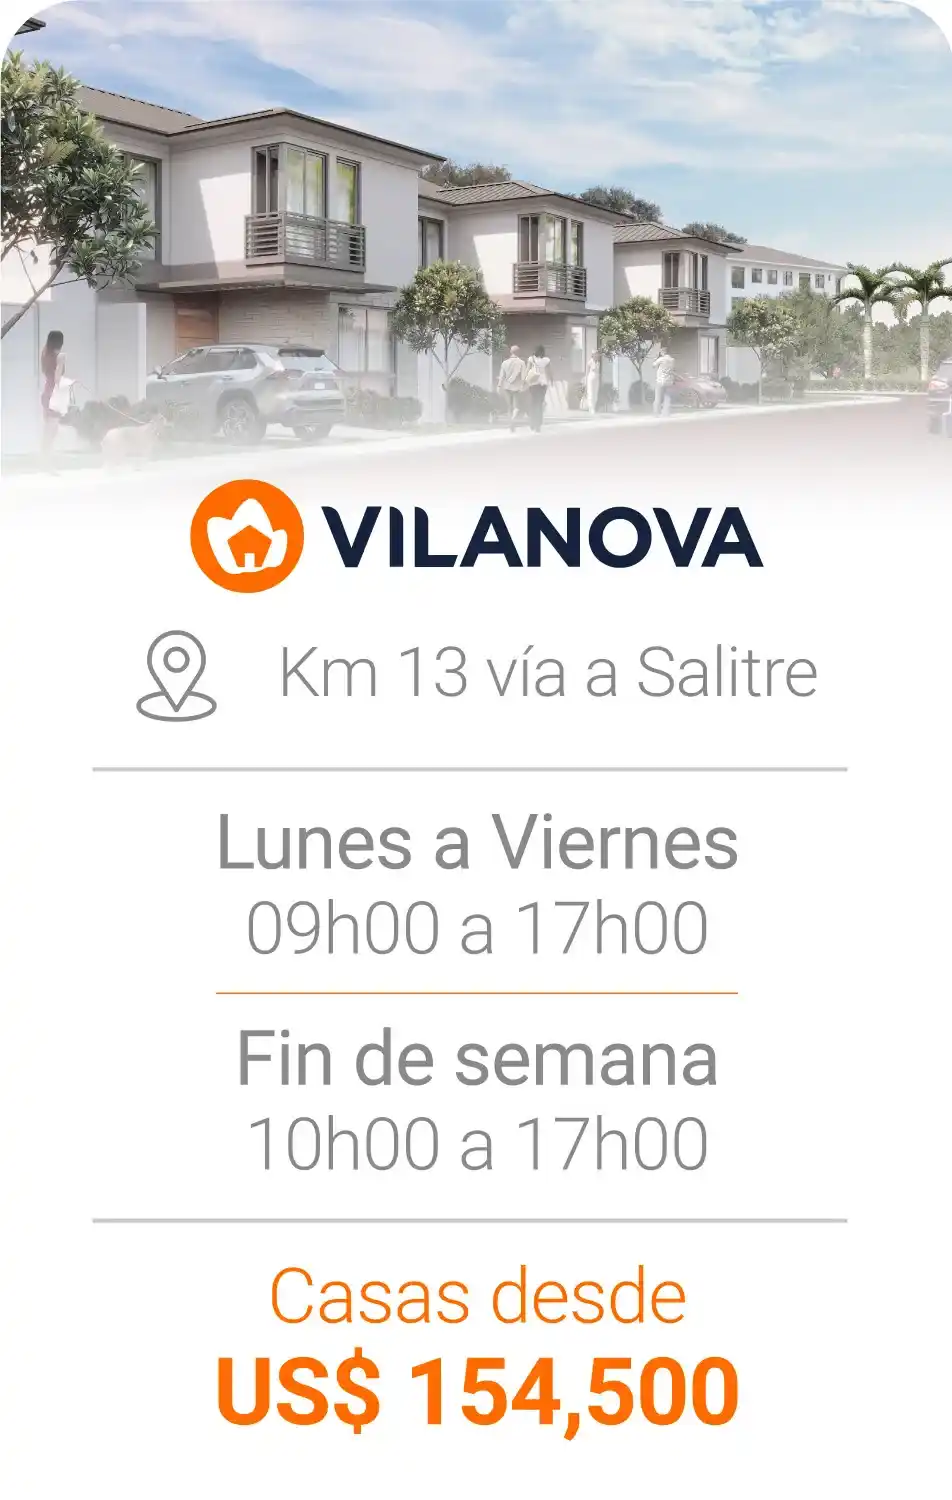 VILANOVA
Km 13 vía a Salitre
Lunes a Viernes
09h00 a 17h00
Fin de semana
10h00 a 17h00
Casas desde
US$ 154,500